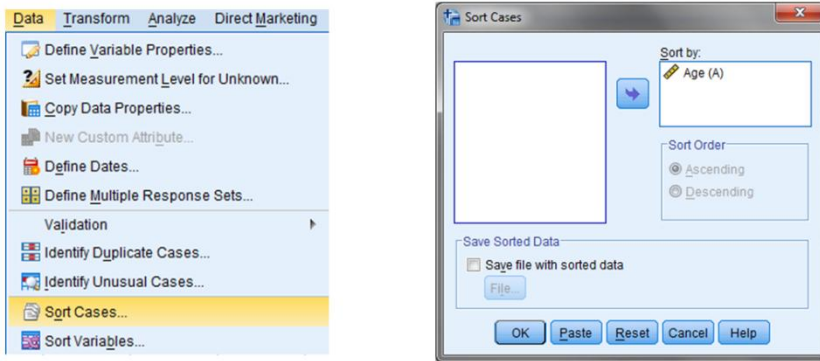 Data Transform Analyze Direct Marketing
Define Variable Properties...
Set Measurement Level for Unknown...
Copy Data Properties...
New Custom Attribute...
Define Dates...
Define Multiple Response Sets...
Validation
Identify Duplicate Cases...
Identify Unusual Cases...
Sort Cases...
Sort Variables...
Sort Cases
Sort by:
Age (A)
Sort Order
Ascending
Descending
Save Sorted Data
Save file with sorted data
File...
OK Paste Reset Cancel Help